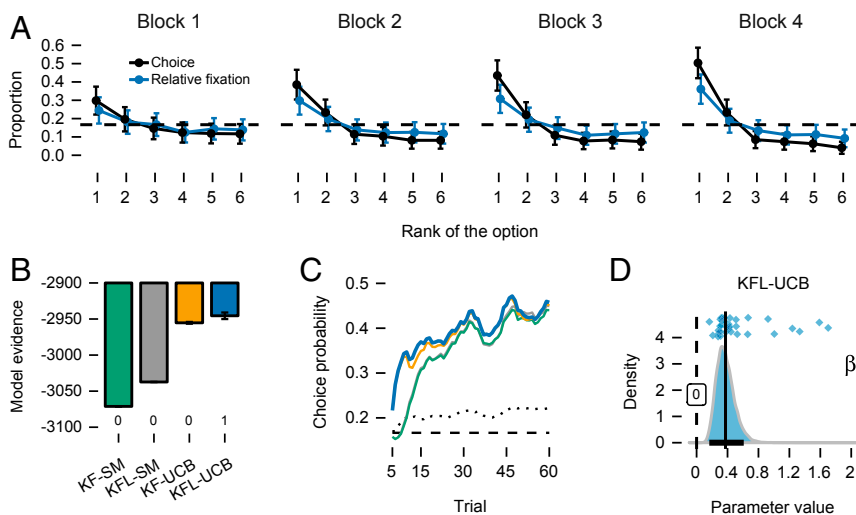 A
Block 1
Block 2
Block 3
Block 4
Proportion
0.6
0.5
0.4
0.3
0.2
0.1
0.0
Choice
Relative fixation
1 2 3 4 5 6
1 2 3 4 5 6
1 2 3 4 5 6
1 2 3 4 5 6
Rank of the option
B
Model evidence
-2900
-2950
-3000
-3050
-3100
0 0 0 1
KF-SM
KFL-SM
KF-UCB
KFL-UCB
C
Choice probability
0.5
0.4
0.3
0.2
5 15 30 45 60
Trial
D
KFL-UCB
Density
4
3
2
1
0
0
β
0 0.4 0.8 1.2 1.6 2
Parameter value